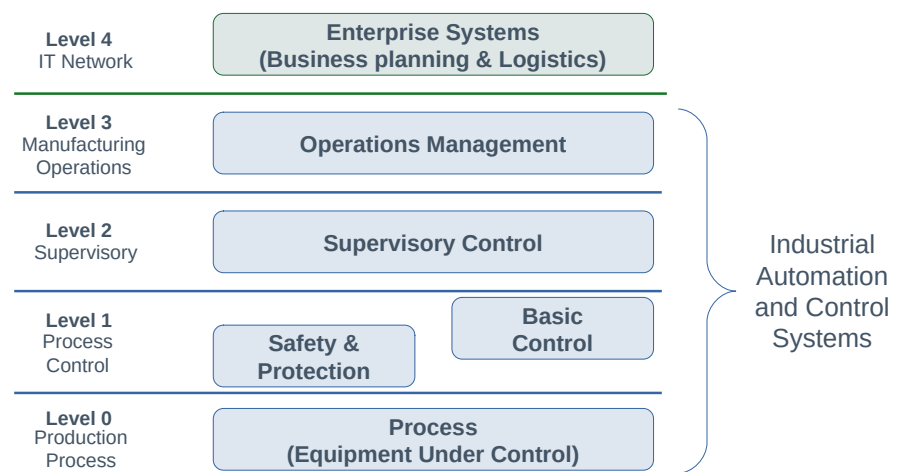 Level 4
IT Network
Enterprise Systems
(Business planning & Logistics)
Level 3
Manufacturing
Operations
Operations Management
Level 2
Supervisory
Supervisory Control
Level 1
Process
Control
Safety &
Protection
Basic
Control
Level 0
Production
Process
Process
(Equipment Under Control)
Industrial
Automation
and Control
Systems